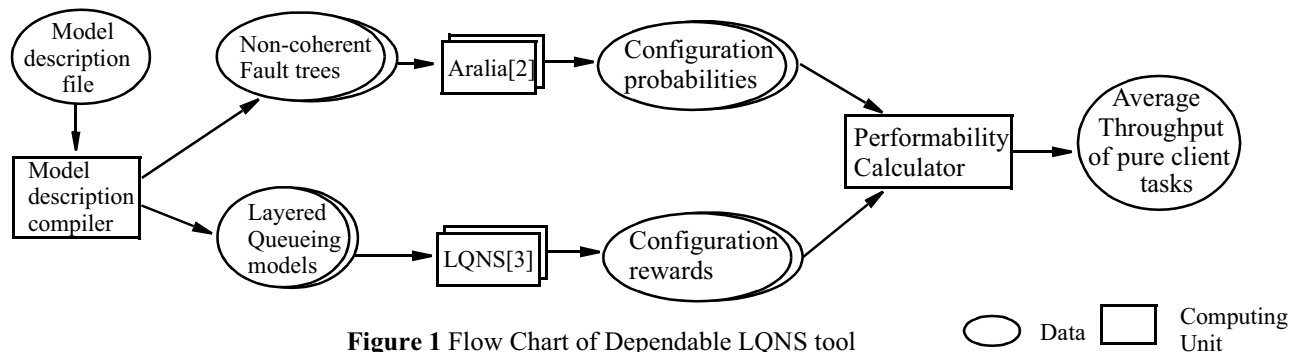 Model
description
file
Non-coherent
Fault trees
Aralia[2]
Configuration
probabilities
Model
description
compiler
Performability
Calculator
Average
Throughput
of pure client
tasks
Layered
Queueing
models
LQNS[3]
Configuration
rewards
Figure 1 Flow Chart of Dependable LQNS tool
Data
Computing
Unit